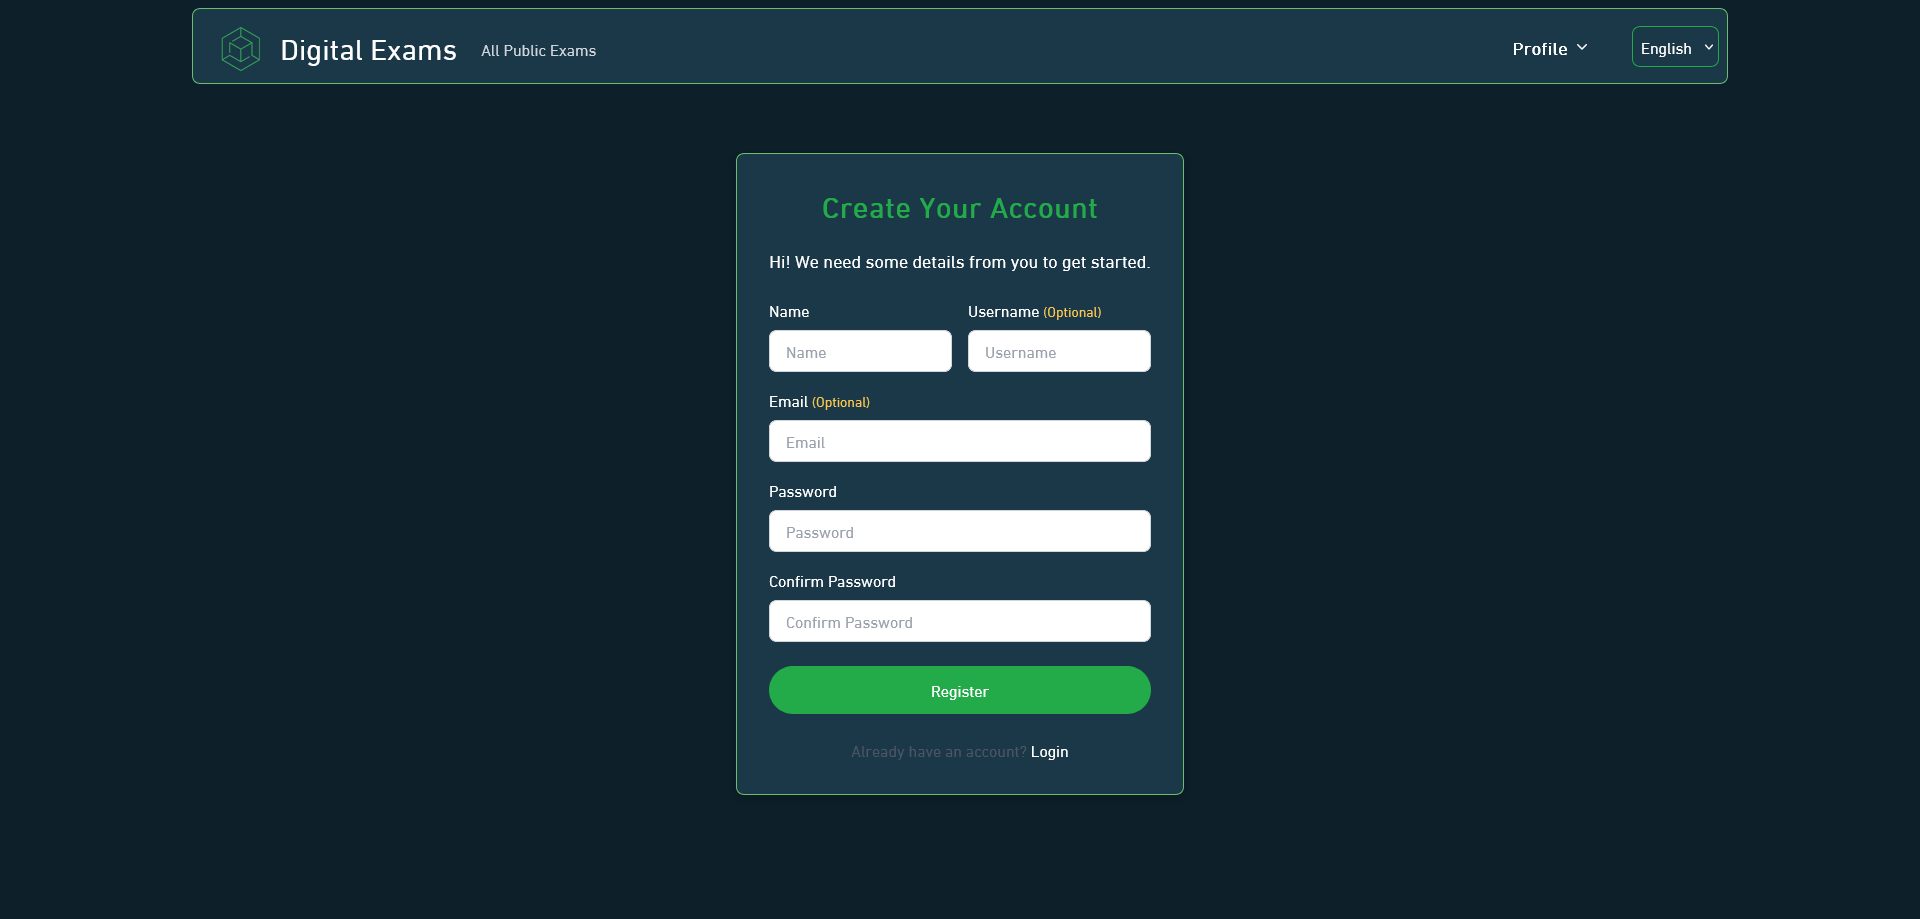 Digital Exams All Public Exams Profile English
Create Your Account
Hi! We need some details from you to get started.
Name Username (Optional)
Name Username
Email (Optional)
Email
Password
Password
Confirm Password
Confirm Password
Register
Already have an account? Login